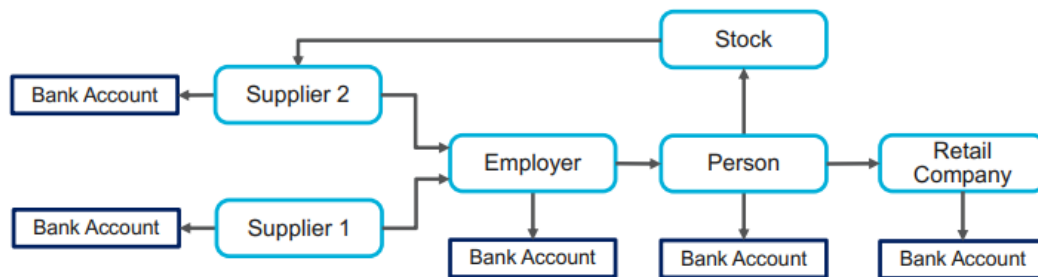 Stock
Bank Account
Supplier 2
Employer
Person
Retail
Company
Bank Account
Supplier 1
Bank Account
Bank Account
Bank Account